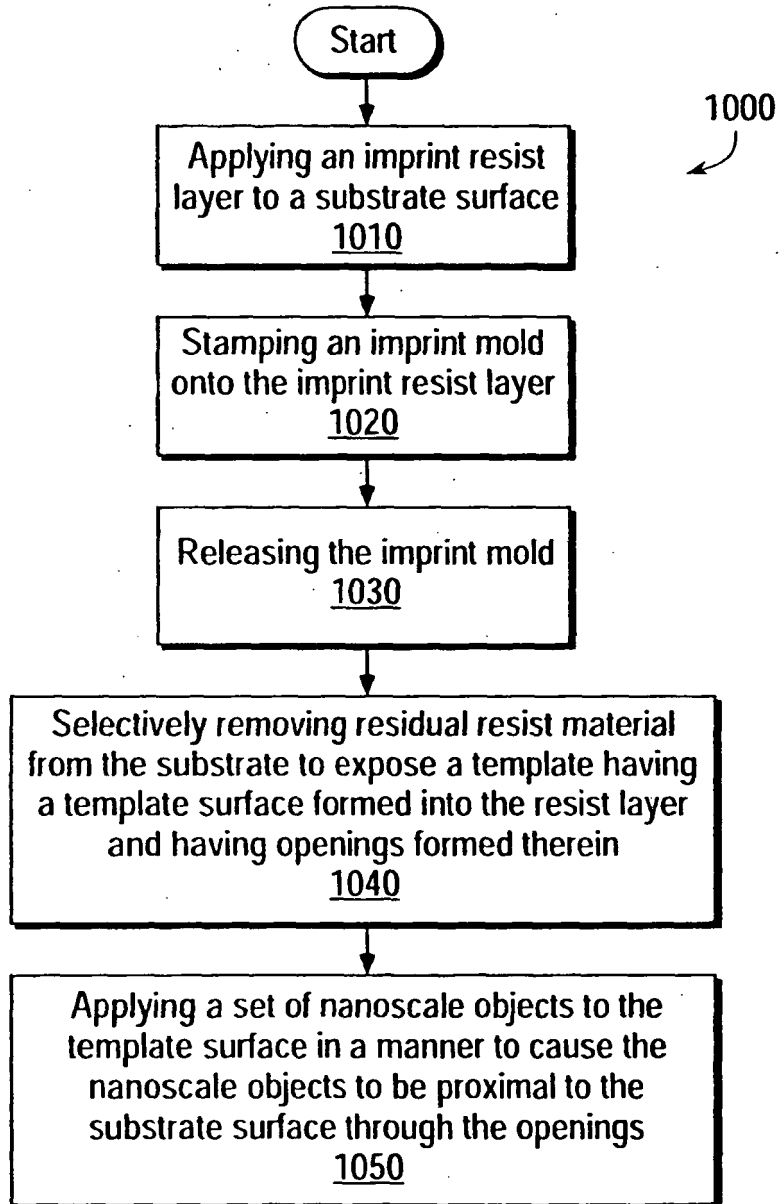 Start
1000
Applying an imprint resist
layer to a substrate surface
1010
Stamping an imprint mold
onto the imprint resist layer
1020
Releasing the imprint mold
1030
Selectively removing residual resist material
from the substrate to expose a template having
a template surface formed into the resist layer
and having openings formed therein
1040
Applying a set of nanoscale objects to the
template surface in a manner to cause the
nanoscale objects to be proximal to the
substrate surface through the openings
1050